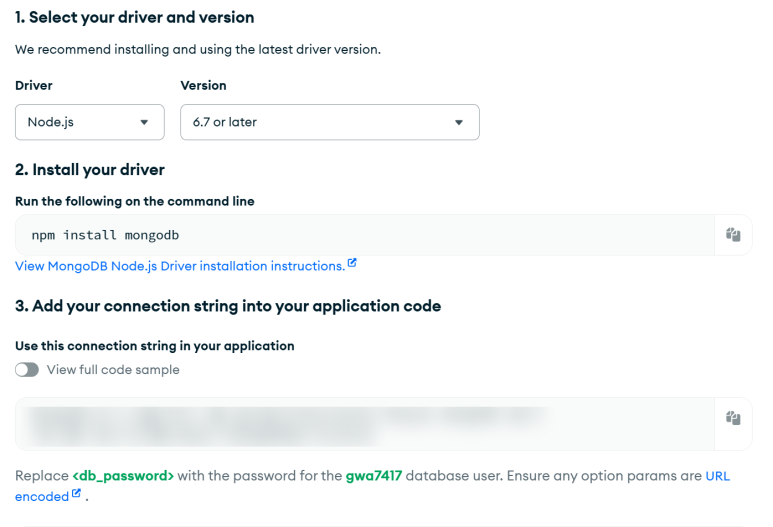 1. Select your driver and version
We recommend installing and using the latest driver version.
Driver Version
Node.js 6.7 or later
2. Install your driver
Run the following on the command line
npm install mongodb
View MongoDB Node.js Driver installation instructions.
3. Add your connection string into your application code
Use this connection string in your application
View full code sample
Replace <db_password> with the password for the gwa7417 database user. Ensure any option params are URL
encoded .